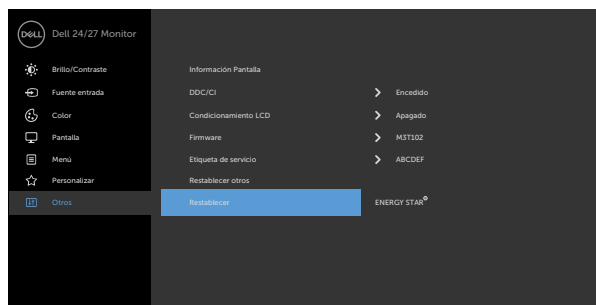 DELL Dell 24/27 Monitor
Brillo/Contraste Información Pantalla
Fuente entrada DDC/CI Encedido
Color Condicionamiento LCD Apagado
Pantalla Firmware M3T102
Menú Etiqueta de servicio ABCDEF
Personalizar Restablecer otros
Otros Restablecer ENERGY STAR®